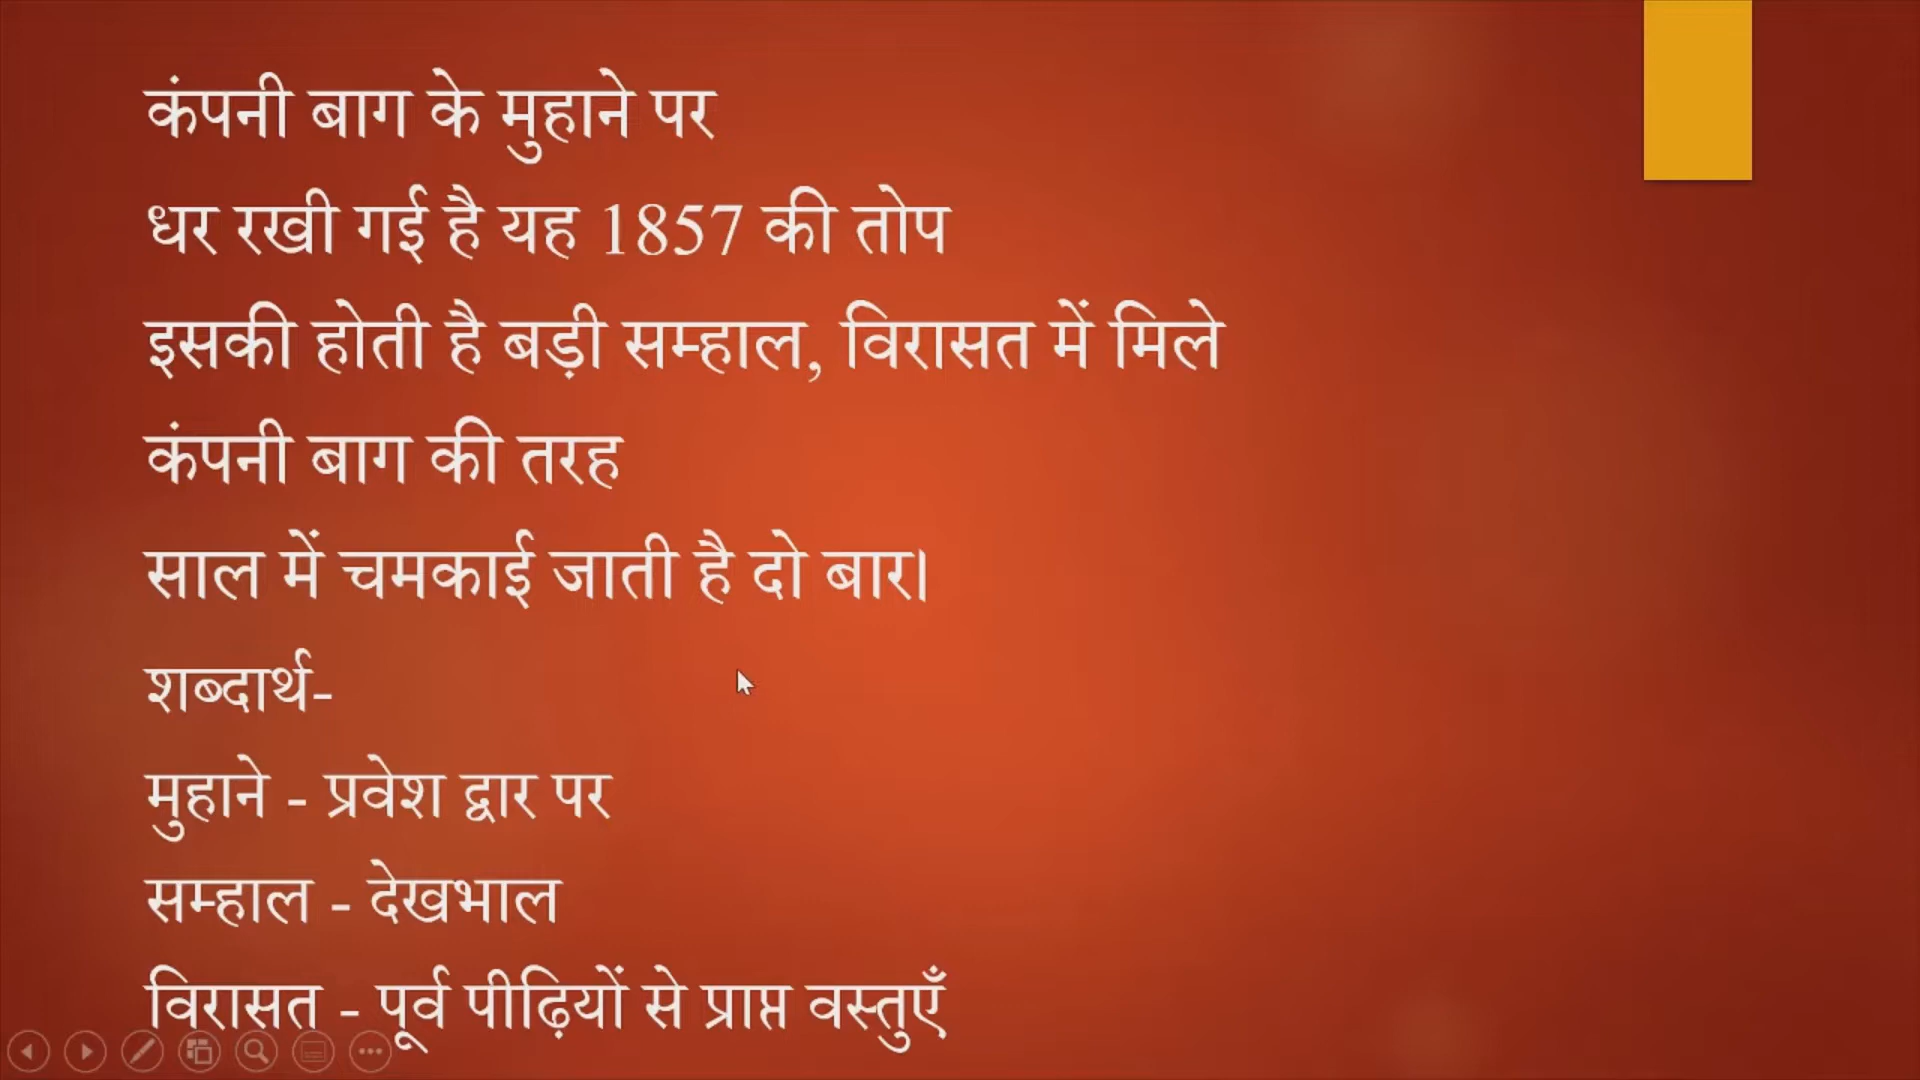 कंपनी बाग के मुहाने पर
धर रखी गई है यह 1857 की तोप
इसकी होती है बड़ी सम्हाल, विरासत में मिले
कंपनी बाग की तरह
साल में चमकाई जाती है दो बार।
शब्दार्थ-
मुहाने - प्रवेश द्वार पर
सम्हाल - देखभाल
विरासत - पूर्व पीढ़ियों से प्राप्त वस्तुएँ